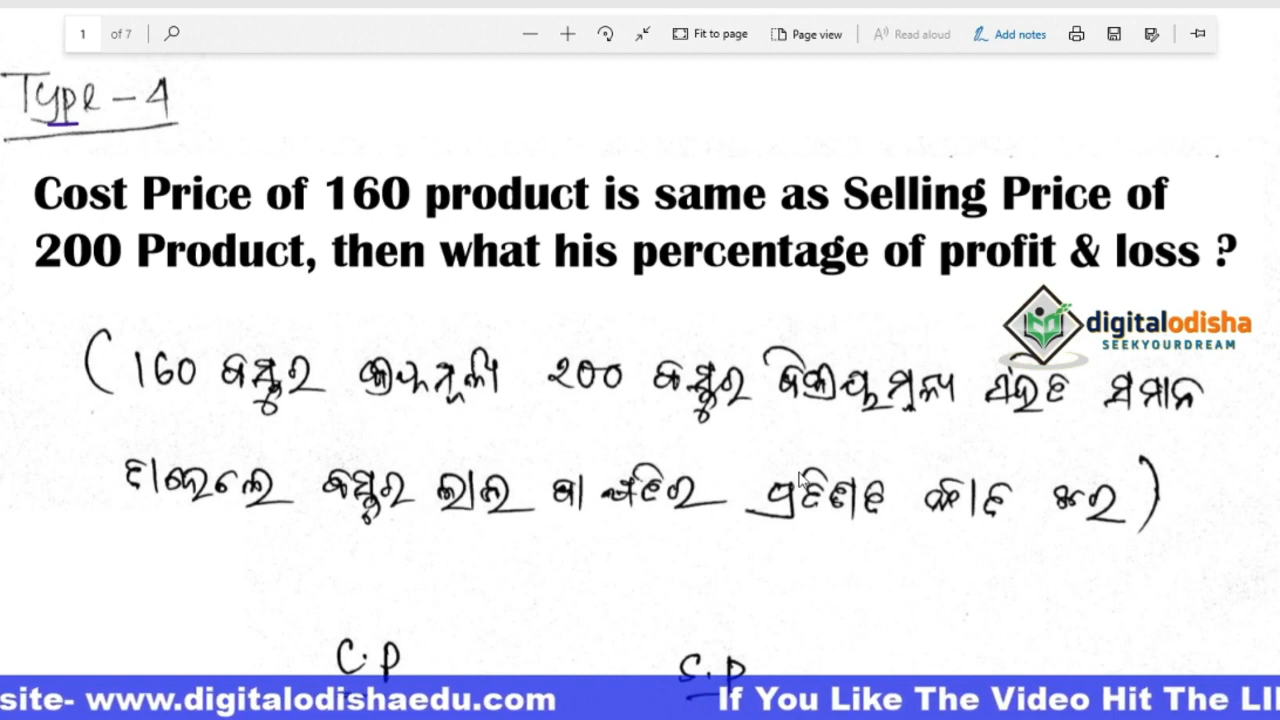 1 of 7 Fit to page Page view Read aloud Add notes
Type - 4
Cost Price of 160 product is same as Selling Price of
200 Product, then what his percentage of profit & loss ?
digitalodisha
SEEKYOURDREAM
(160 ବସ୍ତୁର କ୍ରୟମୂଲ୍ୟ ୨୦୦ ବସ୍ତୁର ବିକ୍ରୟମୂଲ୍ୟ ସହିତ ସମାନ
ହୋଇଲେ ବସ୍ତୁର ଲାଭ ବା କ୍ଷତିର ପ୍ରତିଶତ ସ୍ଥିର କର)
C.P S.P
site- www.digitalodishaedu.com If You Like The Video Hit The LI